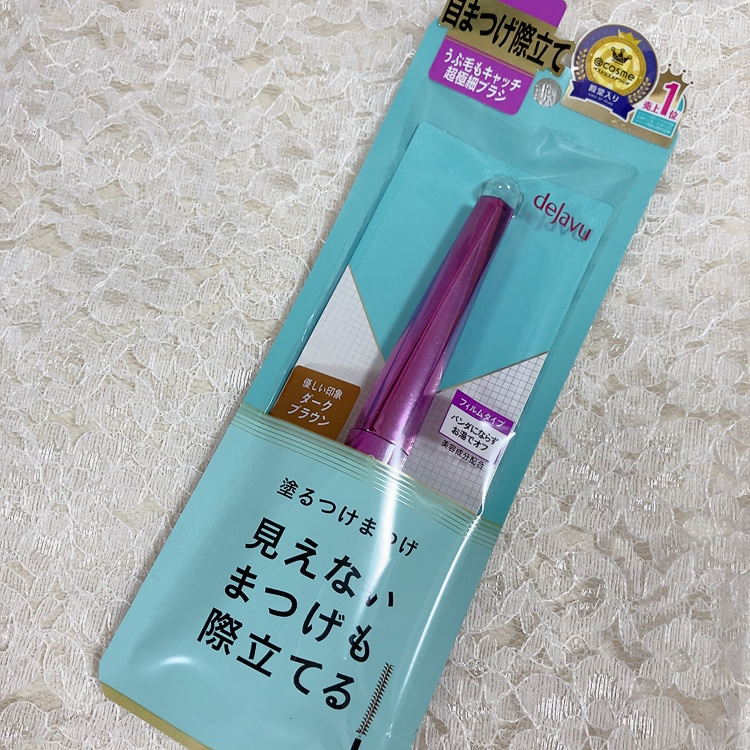 目まつげ際立て
うぶ毛もキャッチ
超極細ブラシ
@cosme
殿堂入り
売上1位
dejavu
優しい印象
ダーク
ブラウン
フィルムタイプ
パンダにならず
お湯でオフ
美容成分配合
塗るつけまつげ
見えない
まつげも
際立てる